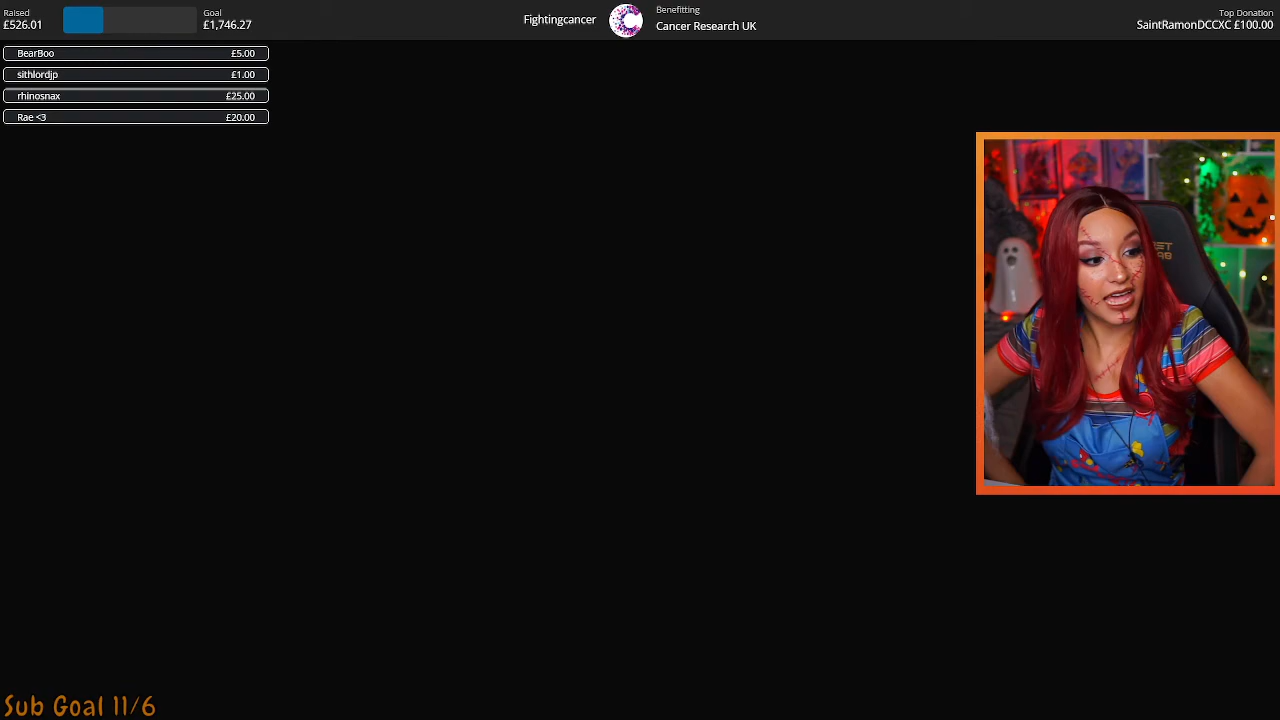 Raised
£526.01
Goal
£1,746.27
Fightingcancer
Benefitting
Cancer Research UK
Top Donation
SaintRamonDCCXC £100.00
BearBoo £5.00
sithlordjp £1.00
rhinosnax £25.00
Rae <3 £20.00
Sub Goal 11/6